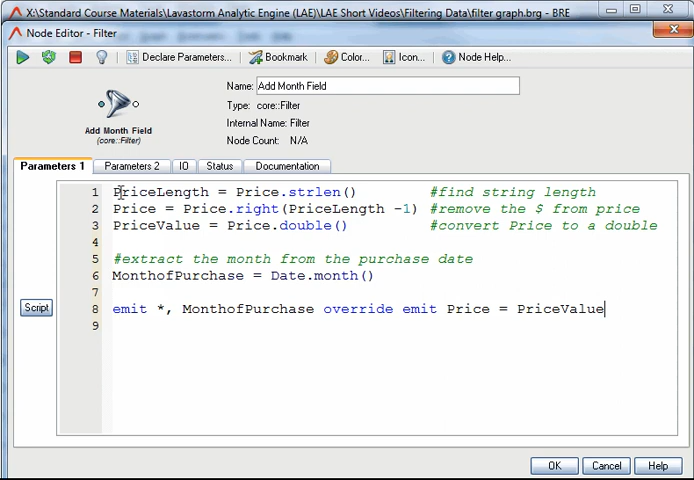 X:\Standard Course Materials\Lavastorm Analytic Engine (LAE)\LAE Short Videos\Filtering Data\filter graph.brg - BRE
Node Editor - Filter
Declare Parameters... Bookmark Color... Icon... Node Help...
Name: Add Month Field
Type: core::Filter
Internal Name: Filter
Node Count: N/A
Add Month Field
(core::Filter)
Parameters 1 Parameters 2 IO Status Documentation
Script
1 PriceLength = Price.strlen() #find string length
2 Price = Price.right(PriceLength -1) #remove the $ from price
3 PriceValue = Price.double() #convert Price to a double
4
5 #extract the month from the purchase date
6 MonthofPurchase = Date.month()
7
8 emit *, MonthofPurchase override emit Price = PriceValue
9
OK Cancel Help